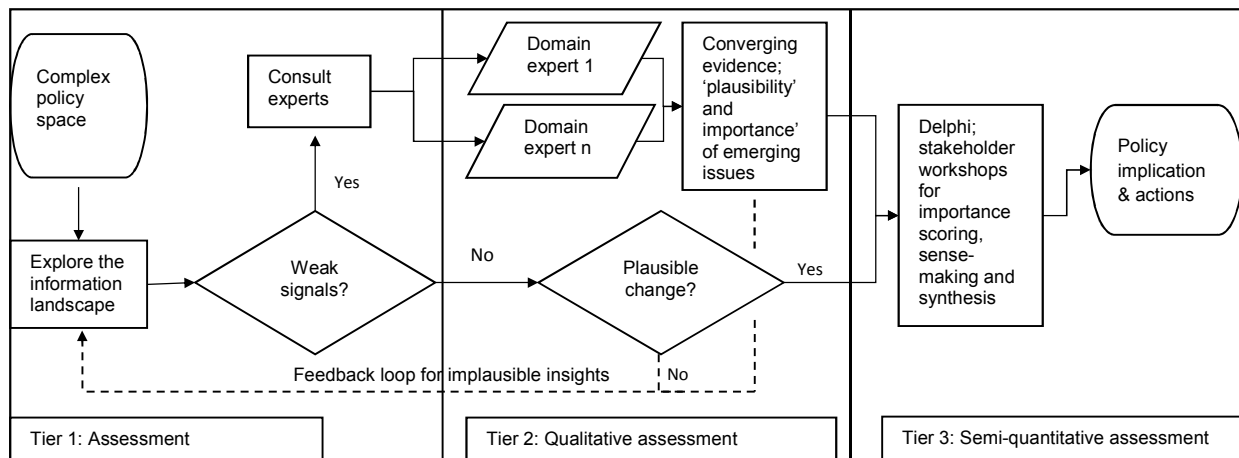 Complex
policy
space
Explore the
information
landscape
Weak
signals?
Yes
Consult
experts
No
Domain
expert 1
Domain
expert n
Converging
evidence;
‘plausibility’
and
importance’
of emerging
issues
Plausible
change?
Yes
No
Feedback loop for implausible insights
Delphi;
stakeholder
workshops
for
importance
scoring,
sense-
making and
synthesis
Policy
implication
& actions
Tier 1: Assessment
Tier 2: Qualitative assessment
Tier 3: Semi-quantitative assessment